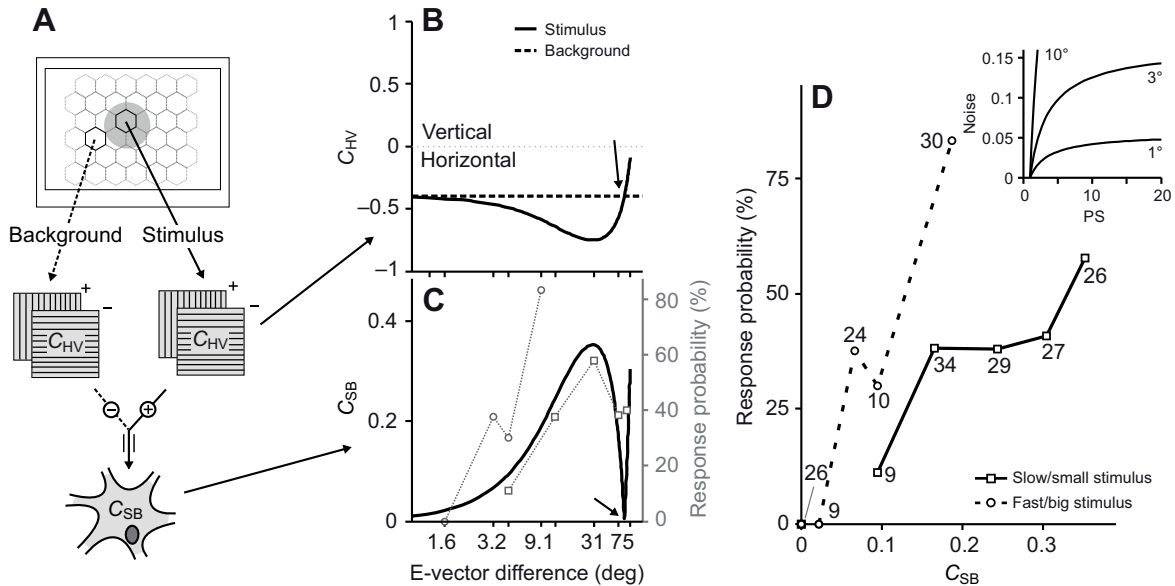 A
Background
Stimulus
+
–
C_HV
+
–
C_HV
–
+
C_SB
B
C_HV
1
0.5
0
–0.5
–1
Stimulus
Background
Vertical
Horizontal
C
C_SB
0.4
0.2
0
80
60
40
20
0
Response probability (%)
1.6
3.2
9.1
31
75
E-vector difference (deg)
D
Response probability (%)
75
50
25
0
0
0.1
0.2
0.3
C_SB
26
9
24
10
30
9
34
29
27
26
Slow/small stimulus
Fast/big stimulus
Noise
0.15
0.10
0.05
0
0
10
20
PS
10°
3°
1°